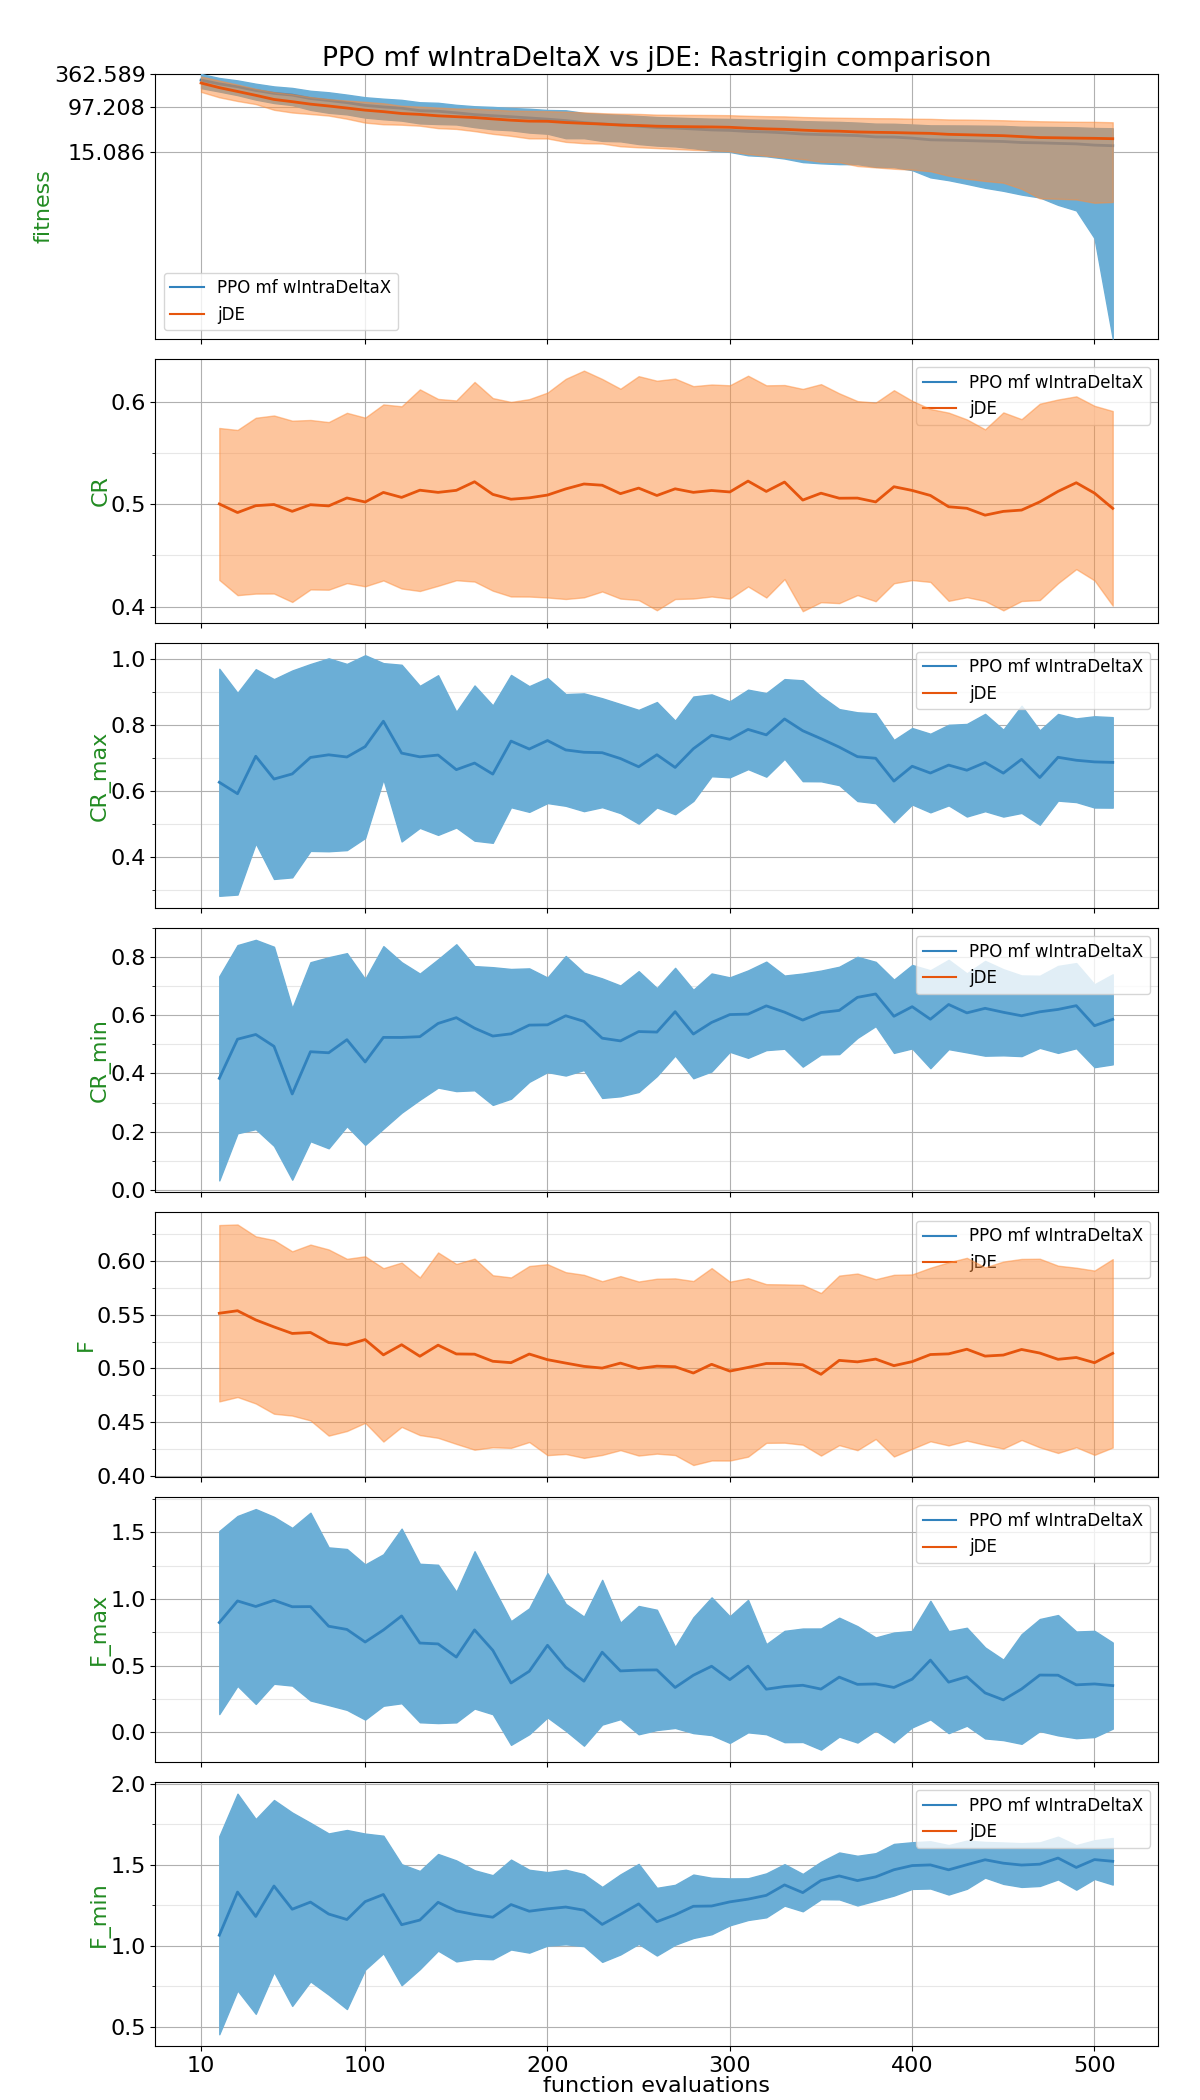 PPO mf wIntraDeltaX vs jDE: Rastrigin comparison
362.589
97.208
15.086
fitness
PPO mf wIntraDeltaX
jDE
0.6
0.5
0.4
CR
PPO mf wIntraDeltaX
jDE
1.0
0.8
0.6
0.4
CR_max
PPO mf wIntraDeltaX
jDE
0.8
0.6
0.4
0.2
0.0
CR_min
PPO mf wIntraDeltaX
jDE
0.60
0.55
0.50
0.45
0.40
F
PPO mf wIntraDeltaX
jDE
1.5
1.0
0.5
0.0
F_max
PPO mf wIntraDeltaX
jDE
2.0
1.5
1.0
0.5
F_min
PPO mf wIntraDeltaX
jDE
10 100 200 300 400 500
function evaluations